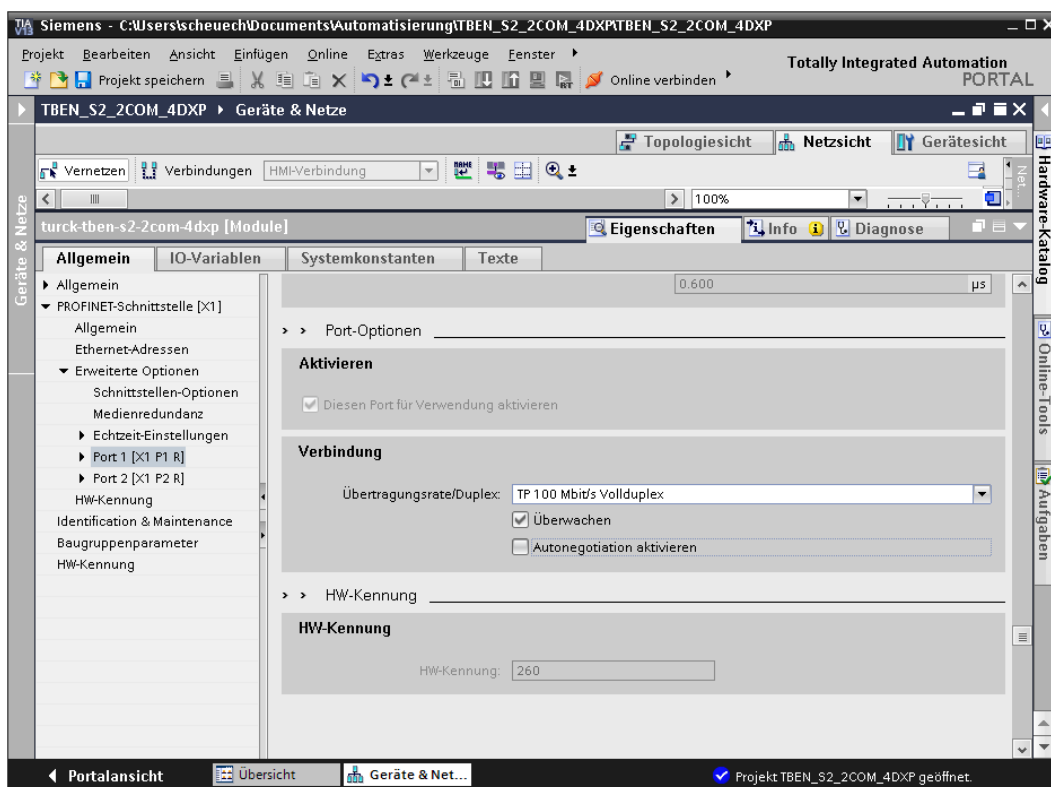 Siemens - C:\Users\scheuech\Documents\Automatisierung\TBEN_S2_2COM_4DXP\TBEN_S2_2COM_4DXP
Projekt Bearbeiten Ansicht Einfügen Online Extras Werkzeuge Fenster
Totally Integrated Automation
PORTAL
Projekt speichern
Online verbinden
TBEN_S2_2COM_4DXP Geräte & Netze
Topologiesicht Netzsicht Gerätesicht
Vernetzen Verbindungen HMI-Verbindung
100%
turck-tben-s2-2com-4dxp [Module]
Eigenschaften Info Diagnose
Allgemein IO-Variablen Systemkonstanten Texte
Allgemein
PROFINET-Schnittstelle [X1]
Allgemein
Ethernet-Adressen
Erweiterte Optionen
Schnittstellen-Optionen
Medienredundanz
Echtzeit-Einstellungen
Port 1 [X1 P1 R]
Port 2 [X1 P2 R]
HW-Kennung
Identification & Maintenance
Baugruppenparameter
HW-Kennung
0.600 µs
Port-Optionen
Aktivieren
Diesen Port für Verwendung aktivieren
Verbindung
Übertragungsrate/Duplex: TP 100 Mbit/s Vollduplex
Überwachen
Autonegotiation aktivieren
HW-Kennung
HW-Kennung
HW-Kennung: 260
Geräte & Netze
Net...
Hardware-Katalog
Online-Tools
Aufgaben
Portalansicht Übersicht Geräte & Net...
Projekt TBEN_S2_2COM_4DXP geöffnet.